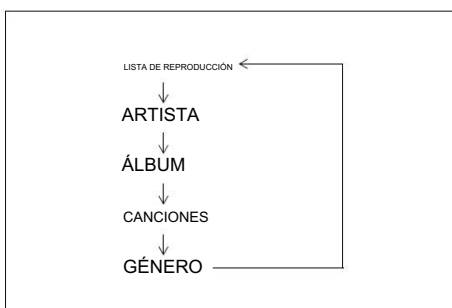 LISTA DE REPRODUCCIÓN
ARTISTA
ÁLBUM
CANCIONES
GÉNERO